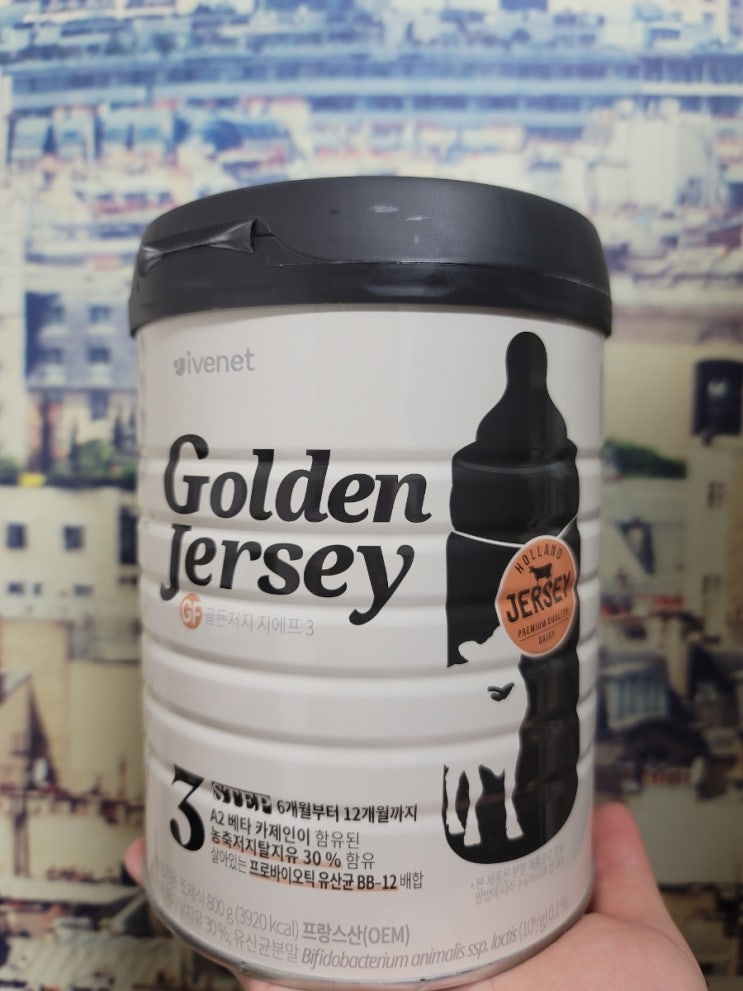 ivenet
Golden
Jersey
GF 골든저지 지에프 3
HOLLAND
JERSEY
PREMIUM QUALITY
DAIRY
3 STEP 6개월부터 12개월까지
A2 베타 카제인이 함유된
농축저지탈지유 30 % 함유
살아있는 프로바이오틱 유산균 BB-12 배합
조제식 800 g (3920 kcal) 프랑스산(OEM)
30 %, 유산균분말 Bifidobacterium animalis ssp. lactis